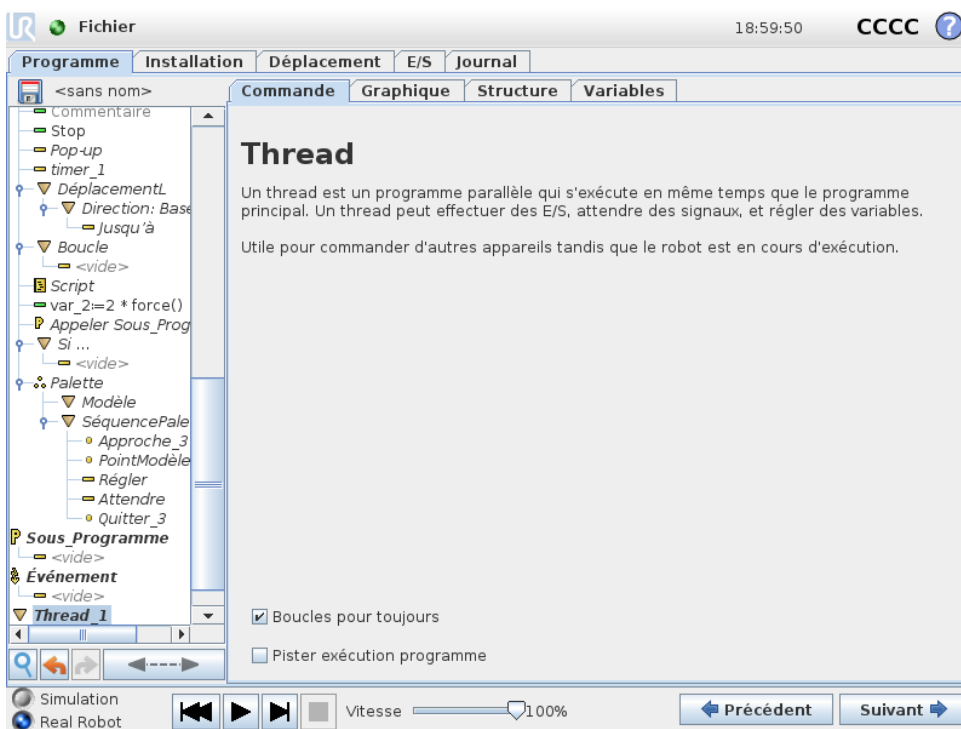 UR Fichier 18:59:50 CCCC ?
Programme Installation Déplacement E/S Journal
<sans nom>
Commande Graphique Structure Variables
Commentaire
Stop
Pop-up
timer_1
DéplacementL
Direction: Base
Jusqu'à
Boucle
<vide>
Script
var_2:=2 * force()
Appeler Sous_Prog
Si ...
<vide>
Palette
Modèle
SéquencePale
Approche_3
PointModèle
Régler
Attendre
Quitter_3
P Sous_Programme
<vide>
Événement
<vide>
Thread_1
Thread
Un thread est un programme parallèle qui s'exécute en même temps que le programme
principal. Un thread peut effectuer des E/S, attendre des signaux, et régler des variables.
Utile pour commander d'autres appareils tandis que le robot est en cours d'exécution.
Boucles pour toujours
Pister exécution programme
Simulation
Real Robot
Vitesse 100%
Précédent Suivant